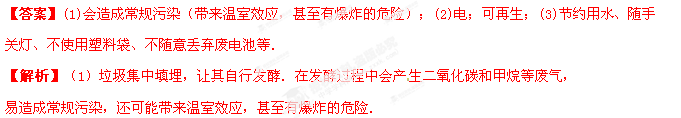 【答案】(1)会造成常规污染（带来温室效应，甚至有爆炸的危险）；(2)电；可再生；(3)节约用水、随手
关灯、不使用塑料袋、不随意丢弃废电池等．
【解析】（1）垃圾集中填埋，让其自行发酵．在发酵过程中会产生二氧化碳和甲烷等废气，
易造成常规污染，还可能带来温室效应，甚至有爆炸的危险．